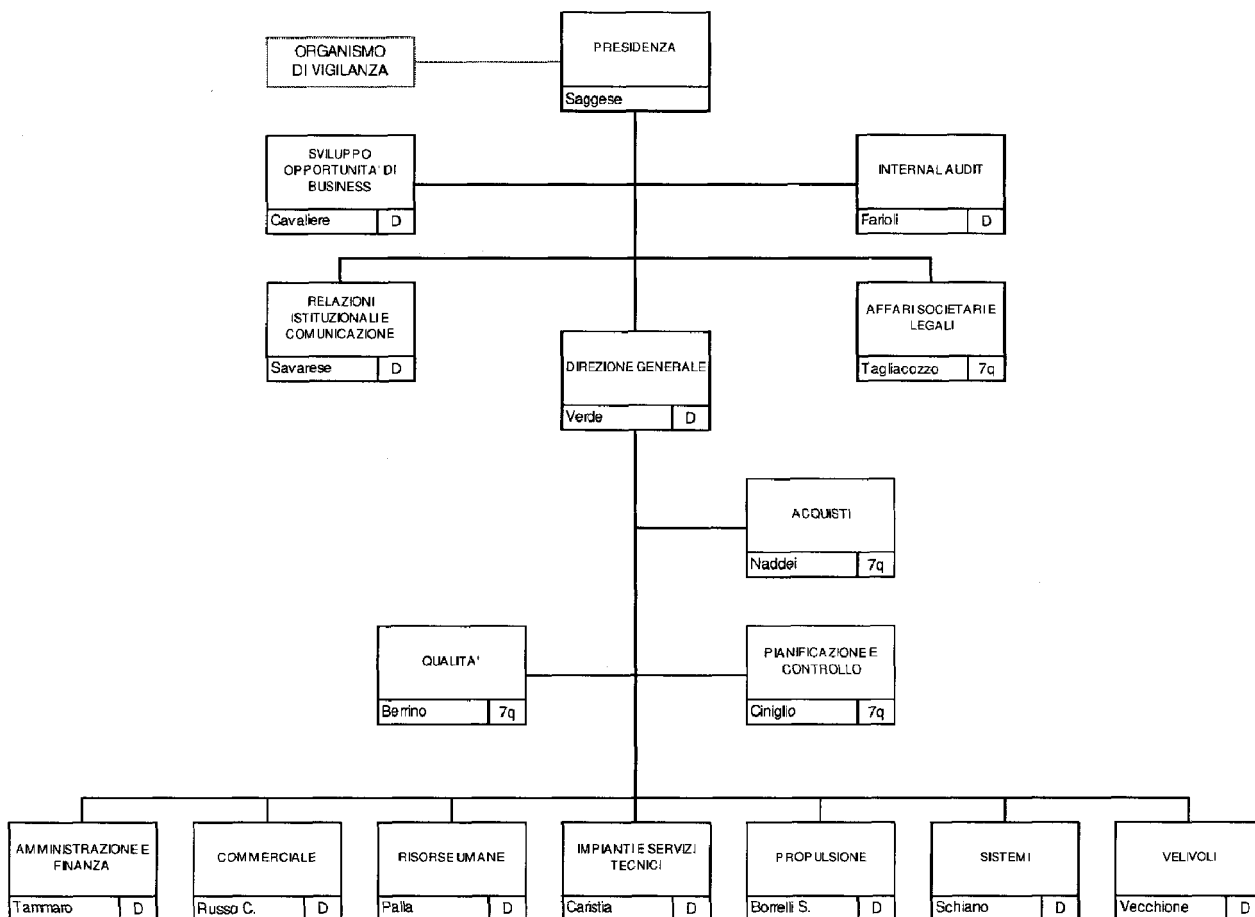 ORGANISMO
DI VIGILANZA
PRESIDENZA
Saggese
SVILUPPO
OPPORTUNITA' DI
BUSINESS
Cavaliere D
INTERNAL AUDIT
Farioli D
RELAZIONI
ISTITUZIONALI E
COMUNICAZIONE
Savarese D
AFFARI SOCIETARI E
LEGALI
Tagliacozzo 7q
DIREZIONE GENERALE
Verde D
ACQUISTI
Naddei 7q
QUALITA'
Berrino 7q
PIANIFICAZIONE E
CONTROLLO
Ciniglio 7q
AMMINISTRAZIONE E
FINANZA
Tammaro D
COMMERCIALE
Russo C. D
RISORSE UMANE
Palla D
IMPIANTI E SERVIZI
TECNICI
Caristia D
PROPULSIONE
Borrelli S. D
SISTEMI
Schiano D
VELIVOLI
Vecchione D